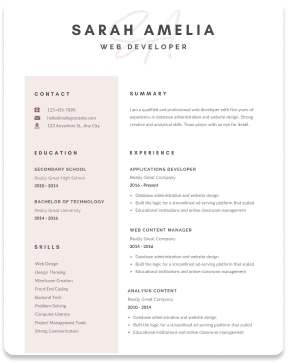 SARAH AMELIA
WEB DEVELOPER
CONTACT
123-456-7890
hello@reallygreatsite.com
123 Anywhere St., Any City
EDUCATION
SECONDARY SCHOOL
Really Great High School
2010 - 2014
BACHELOR OF TECHNOLOGY
Really Great University
2014 - 2016
SKILLS
Web Design
Design Thinking
Wireframe Creation
Front End Coding
Backend Tech
Problem-Solving
Computer Literacy
Project Management Tools
Strong Communication
SUMMARY
I am a qualified and professional web developer with five years of
experience in database administration and website design. Strong
creative and analytical skills. Team player with an eye for detail.
EXPERIENCE
APPLICATIONS DEVELOPER
Really Great Company
2016 - Present
• Database administration and website design
• Built the logic for a streamlined ad-serving platform that scaled
• Educational institutions and online classroom management
WEB CONTENT MANAGER
Really Great Company
2014 - 2016
• Database administration and website design
• Built the logic for a streamlined ad-serving platform that scaled
• Educational institutions and online classroom management
ANALYSIS CONTENT
Really Great Company
2010 - 2014
• Database administration and website design
• Built the logic for a streamlined ad-serving platform that scaled
• Educational institutions and online classroom management